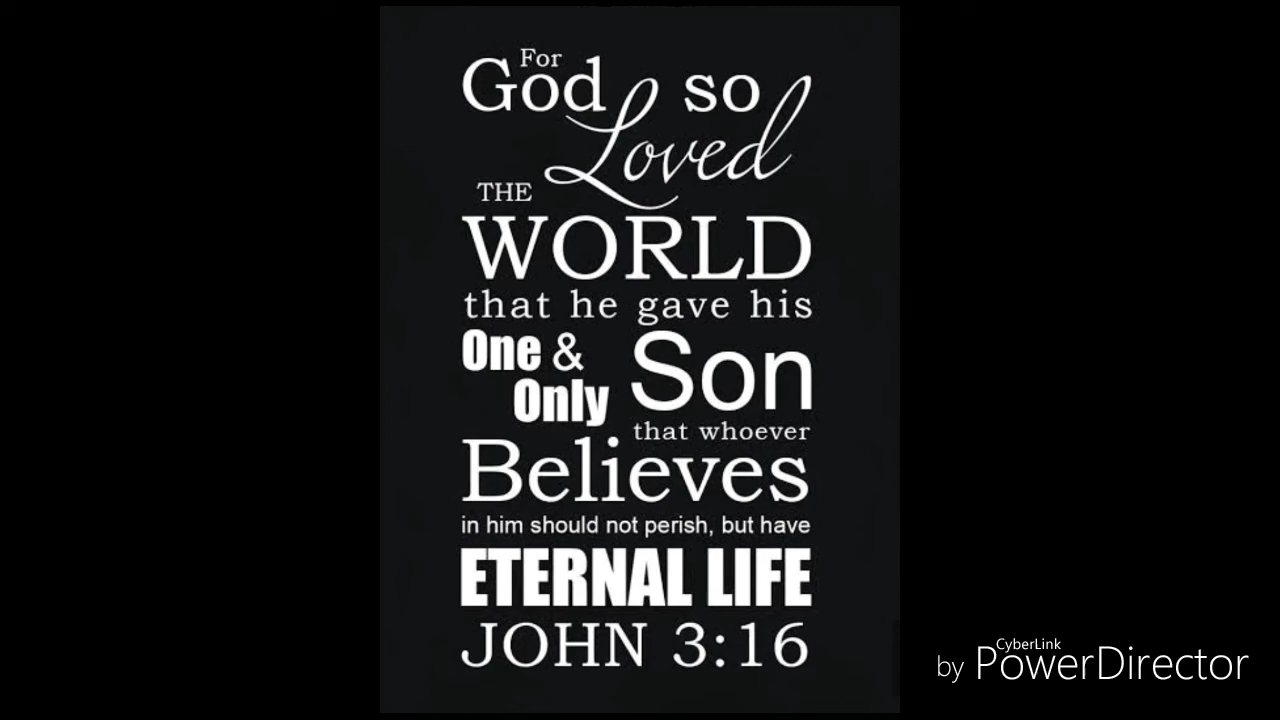 For
God so
Loved
THE
WORLD
that he gave his
One &
Only
Son
that whoever
Believes
in him should not perish, but have
ETERNAL LIFE
JOHN 3:16
by CyberLink PowerDirector